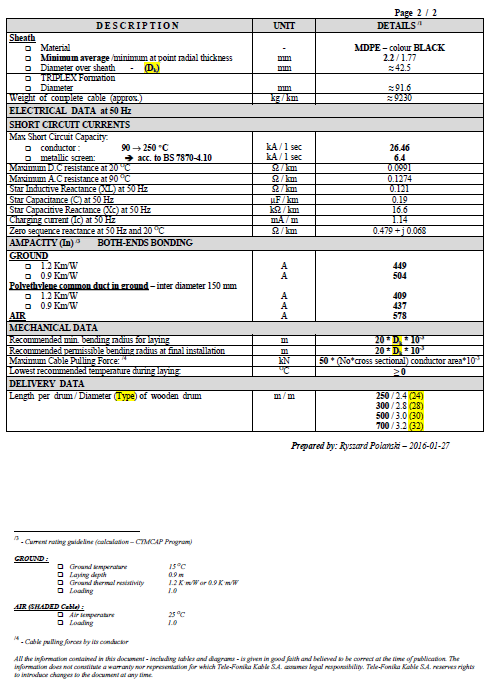 Page 2 / 2
DESCRIPTION UNIT DETAILS /1
Sheath
❑ Material - MDPE – colour BLACK
❑ Minimum average /minimum at point radial thickness mm 2.2 / 1.77
❑ Diameter over sheath - (Dk) mm ≈ 42.5
❑ TRIPLEX Formation
❑ Diameter mm ≈ 91.6
Weight of complete cable (approx.) kg / km ≈ 9230
ELECTRICAL DATA at 50 Hz
SHORT CIRCUIT CURRENTS
Max Short Circuit Capacity:
❑ conductor : 90 → 250 °C kA / 1 sec 26.46
❑ metallic screen: ➔ acc. to BS 7870-4.10 kA / 1 sec 6.4
Maximum D.C resistance at 20 °C Ω / km 0.0991
Maximum A.C resistance at 90 °C Ω / km 0.1274
Star Inductive Reactance (XL) at 50 Hz Ω / km 0.121
Star Capacitance (C) at 50 Hz µF / km 0.19
Star Capacitive Reactance (Xc) at 50 Hz kΩ / km 16.6
Charging current (Ic) at 50 Hz mA / m 1.14
Zero sequence reactance at 50 Hz and 20 °C Ω / km 0.479 + j 0.068
AMPACITY (In) /3 BOTH-ENDS BONDING
GROUND
❑ 1.2 Km/W A 449
❑ 0.9 Km/W A 504
Polyethylene common duct in ground – inter diameter 150 mm
❑ 1.2 Km/W A 409
❑ 0.9 Km/W A 437
AIR A 578
MECHANICAL DATA
Recommended min. bending radius for laying m 20 * Dk * 10-3
Recommended permissible bending radius at final installation m 20 * Dk * 10-3
Maximum Cable Pulling Force: /4 kN 50 * (No*cross sectional) conductor area*10-3
Lowest recommended temperature during laying: °C ≥ 0
DELIVERY DATA
Length per drum / Diameter (Type) of wooden drum m / m 250 / 2.4 (24)
300 / 2.8 (28)
500 / 3.0 (30)
700 / 3.2 (32)
Prepared by: Ryszard Polański – 2016-01-27
/3 - Current rating guideline (calculation – CYMCAP Program)
GROUND :
❑ Ground temperature 15 °C
❑ Laying depth 0.9 m
❑ Ground thermal resistivity 1.2 K·m/W or 0.9 K·m/W
❑ Loading 1.0
AIR (SHADED Cable) :
❑ Air temperature 25 °C
❑ Loading 1.0
/4 - Cable pulling forces by its conductor
All the information contained in this document - including tables and diagrams - is given in good faith and believed to be correct at the time of publication. The
information does not constitute a warranty nor representation for which Tele-Fonika Kable S.A. assumes legal responsibility. Tele-Fonika Kable S.A. reserves rights
to introduce changes to the document at any time.